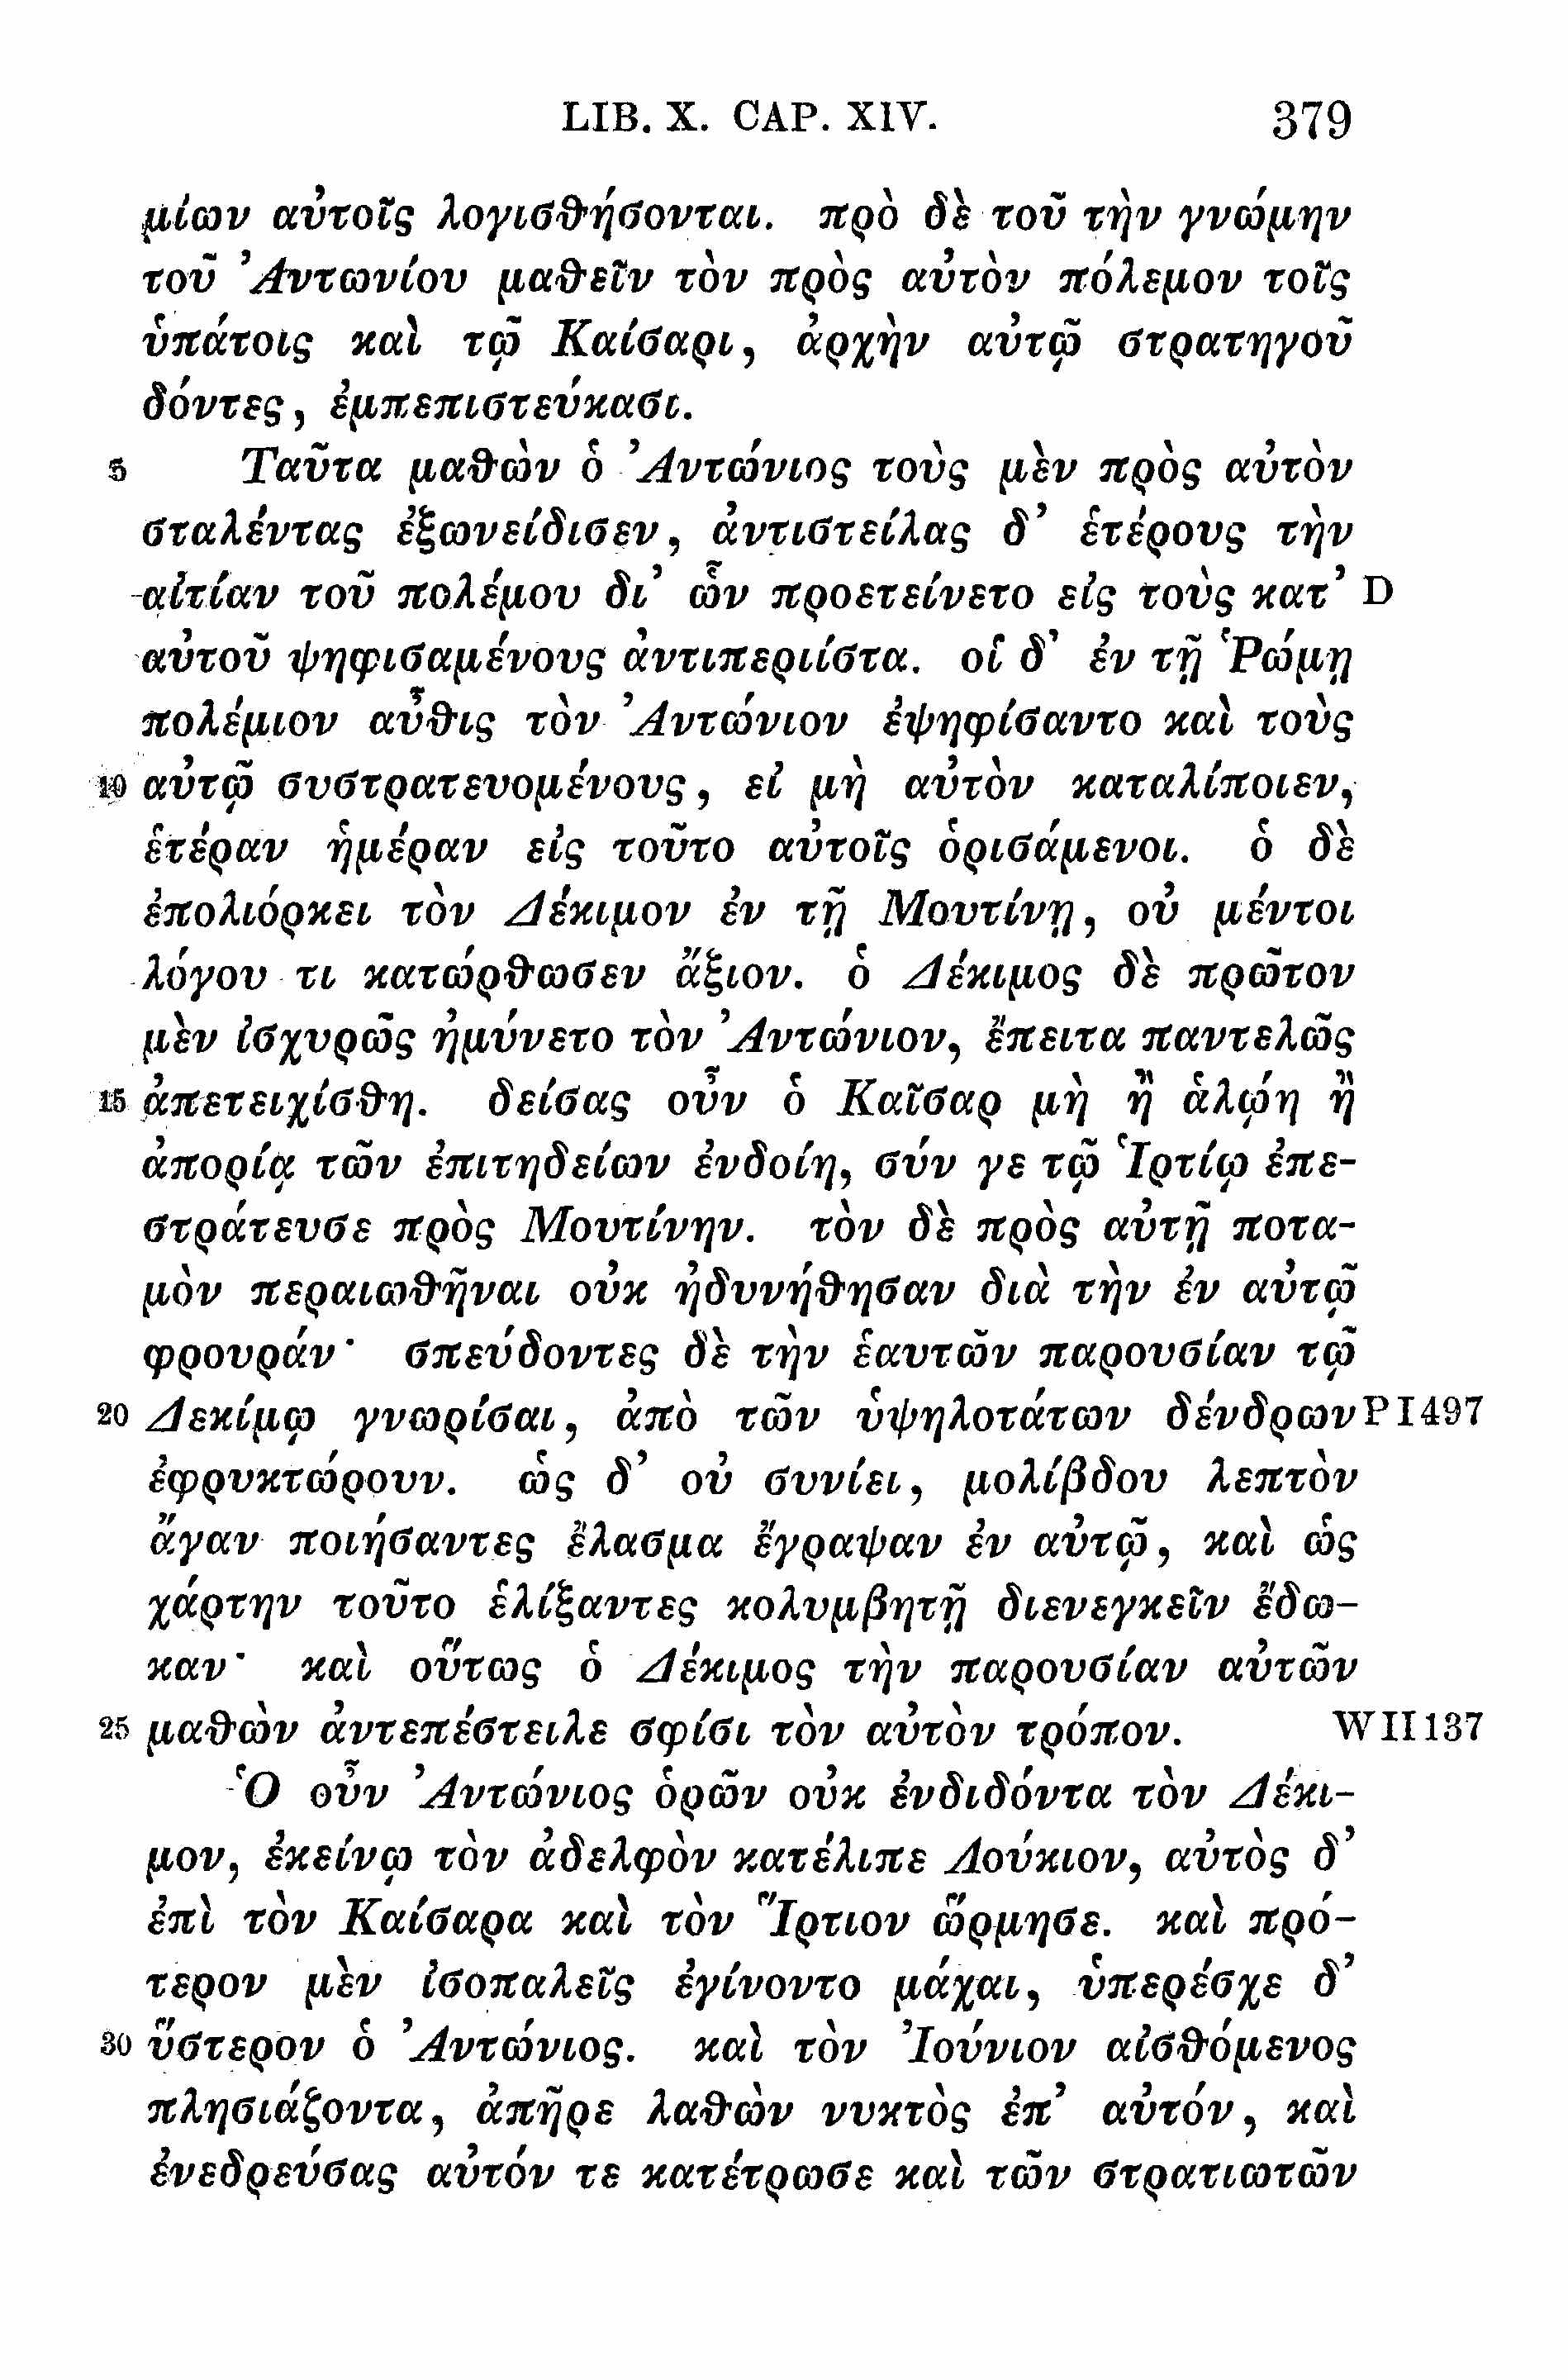 LIB. X. CAP. XIV. 379
μίων αὐτοῖς λογισθήσονται. πρὸ δὲ τοῦ τὴν γνώμην
τοῦ Ἀντωνίου μαθεῖν τὸν πρὸς αὐτὸν πόλεμον τοῖς
ὑπάτοις καὶ τῷ Καίσαρι, ἀρχὴν αὐτῷ στρατηγοῦ
δόντες, ἐμπεπιστεύκασι.
5 Ταῦτα μαθὼν ὁ Ἀντώνιος τοὺς μὲν πρὸς αὐτὸν
σταλέντας ἐξωνείδισεν, ἀντιστείλας δ’ ἑτέρους τὴν
αἰτίαν τοῦ πολέμου δι’ ὧν προετείνετο εἰς τοὺς κατ’ D
αὐτοῦ ψηφισαμένους ἀντιπεριίστα. οἱ δ’ ἐν τῇ Ῥώμῃ
πολέμιον αὖθις τὸν Ἀντώνιον ἐψηφίσαντο καὶ τοὺς
10 αὐτῷ συστρατευομένους, εἰ μὴ αὐτὸν καταλίποιεν,
ἑτέραν ἡμέραν εἰς τοῦτο αὐτοῖς ὁρισάμενοι. ὁ δὲ
ἐπολιόρκει τὸν Δέκιμον ἐν τῇ Μουτίνῃ, οὐ μέντοι
λόγου τι κατώρθωσεν ἄξιον. ὁ Δέκιμος δὲ πρῶτον
μὲν ἰσχυρῶς ἠμύνετο τὸν Ἀντώνιον, ἔπειτα παντελῶς
15 ἀπετειχίσθη. δείσας οὖν ὁ Καῖσαρ μὴ ἢ ἁλῴη ἢ
ἀπορίᾳ τῶν ἐπιτηδείων ἐνδοίη, σύν γε τῷ Ἱρτίῳ ἐπε-
στράτευσε πρὸς Μουτίνην. τὸν δὲ πρὸς αὐτῇ ποτα-
μὸν περαιωθῆναι οὐκ ἠδυνήθησαν διὰ τὴν ἐν αὐτῷ
φρουράν· σπεύδοντες δὲ τὴν ἑαυτῶν παρουσίαν τῷ
20 Δεκίμῳ γνωρίσαι, ἀπὸ τῶν ὑψηλοτάτων δένδρων P I 497
ἐφρυκτώρουν. ὡς δ’ οὐ συνίει, μολίβδου λεπτὸν
ἄγαν ποιήσαντες ἔλασμα ἔγραψαν ἐν αὐτῷ, καὶ ὡς
χάρτην τοῦτο ἑλίξαντες κολυμβητῇ διενεγκεῖν ἔδω-
καν· καὶ οὕτως ὁ Δέκιμος τὴν παρουσίαν αὐτῶν
25 μαθὼν ἀντεπέστειλε σφίσι τὸν αὐτὸν τρόπον. W II 137
Ὁ οὖν Ἀντώνιος ὁρῶν οὐκ ἐνδιδόντα τὸν Δέκι-
μον, ἐκείνῳ τὸν ἀδελφὸν κατέλιπε Λούκιον, αὐτὸς δ’
ἐπὶ τὸν Καίσαρα καὶ τὸν Ἵρτιον ὥρμησε. καὶ πρό-
τερον μὲν ἰσοπαλεῖς ἐγίνοντο μάχαι, ὑπερέσχε δ’
30 ὕστερον ὁ Ἀντώνιος. καὶ τὸν Ἰούνιον αἰσθόμενος
πλησιάζοντα, ἀπῆρε λαθὼν νυκτὸς ἐπ’ αὐτόν, καὶ
ἐνεδρεύσας αὐτόν τε κατέτρωσε καὶ τῶν στρατιωτῶν